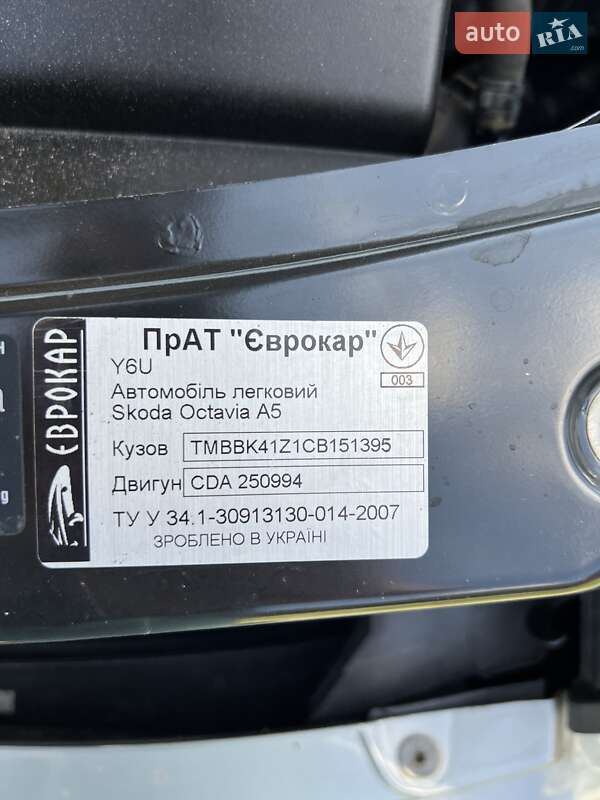 auto RIA
.com
ЄВРОКАР
ПрАТ "Єврокар"
003
Y6U
Автомобіль легковий
Skoda Octavia A5
Кузов TMBBK41Z1CB151395
Двигун CDA 250994
ТУ У 34.1-30913130-014-2007
ЗРОБЛЕНО В УКРАЇНІ